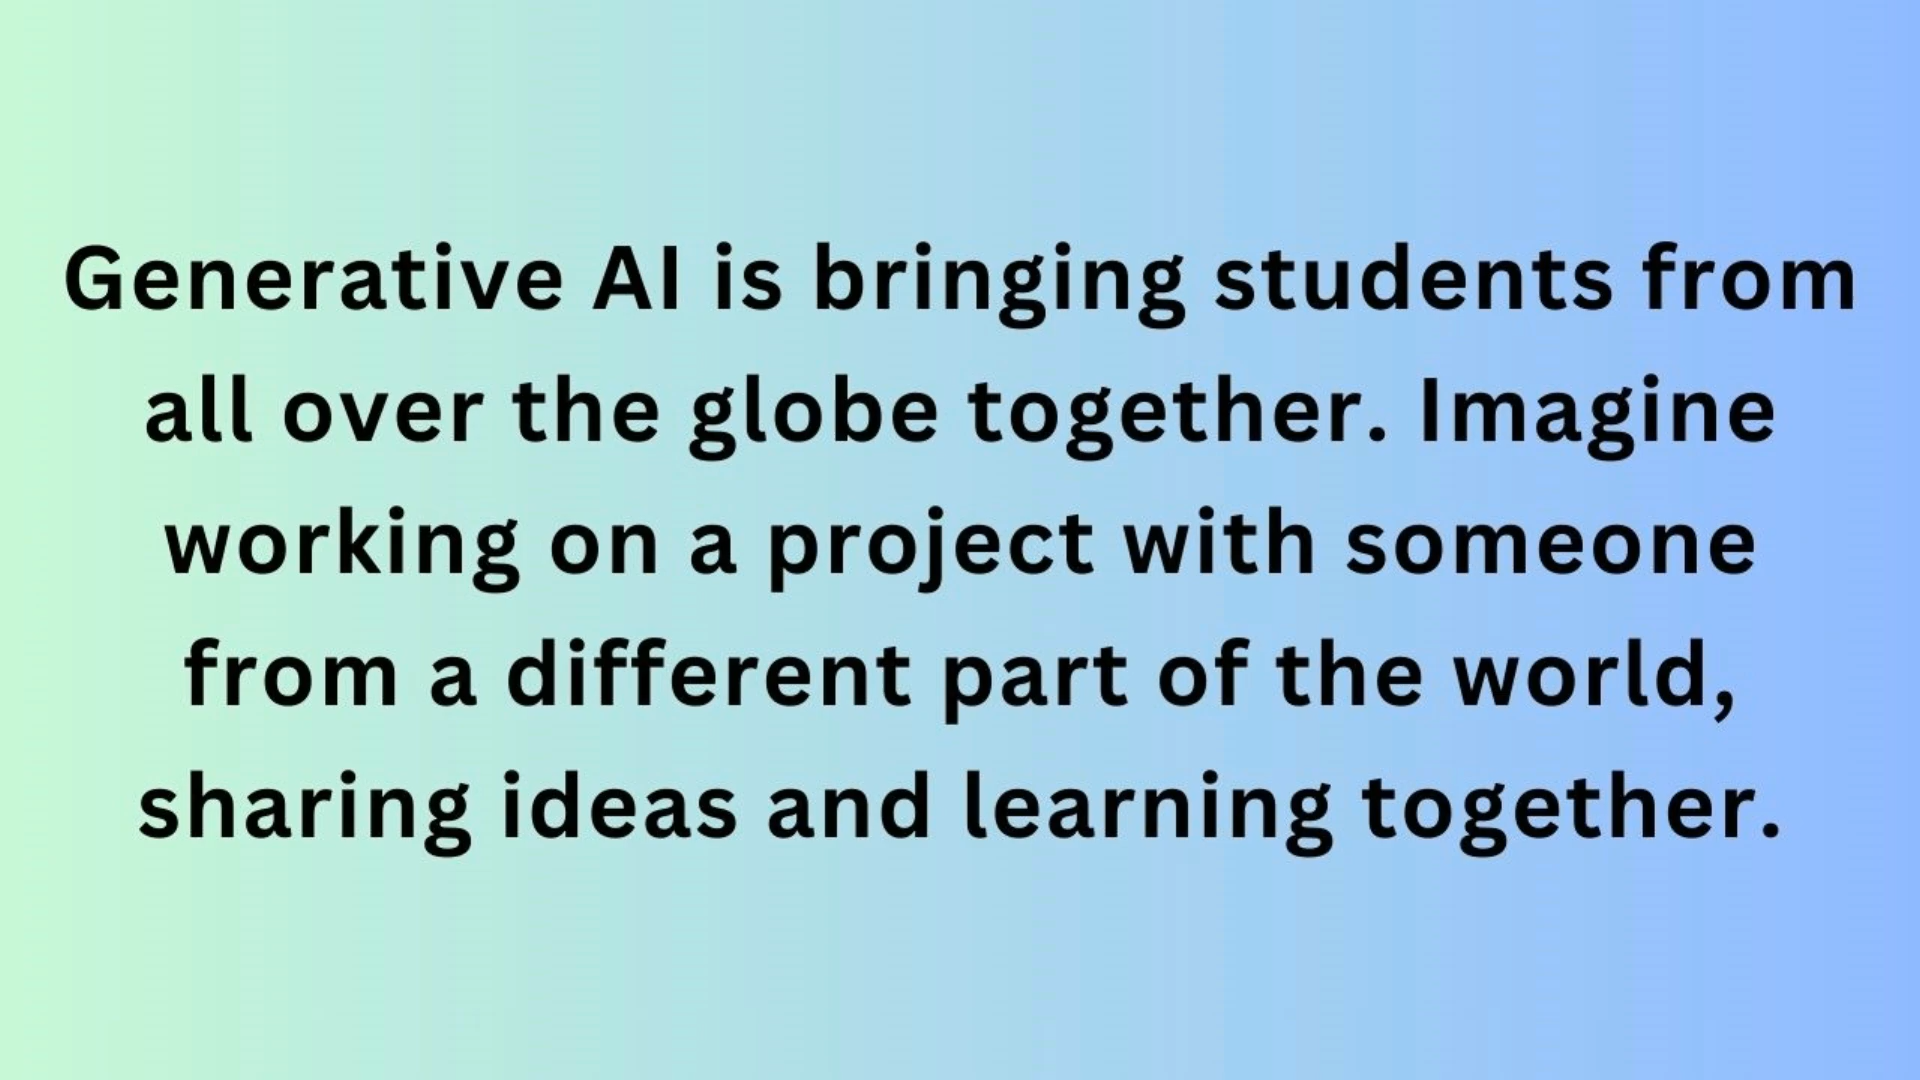 Generative AI is bringing students from
all over the globe together. Imagine
working on a project with someone
from a different part of the world,
sharing ideas and learning together.